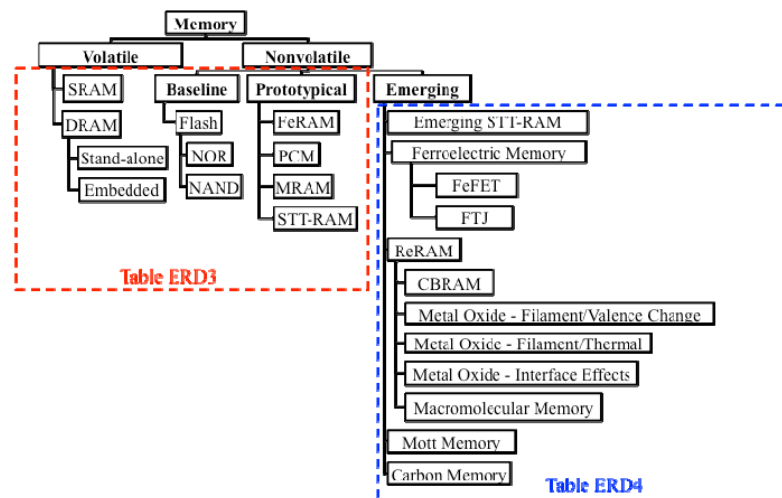 Memory
Volatile
Nonvolatile
SRAM
DRAM
Stand-alone
Embedded
Baseline
Flash
NOR
NAND
Prototypical
FeRAM
PCM
MRAM
STT-RAM
Table ERD3
Emerging
Emerging STT-RAM
Ferroelectric Memory
FeFET
FTJ
ReRAM
CBRAM
Metal Oxide - Filament/Valence Change
Metal Oxide - Filament/Thermal
Metal Oxide - Interface Effects
Macromolecular Memory
Mott Memory
Carbon Memory
Table ERD4